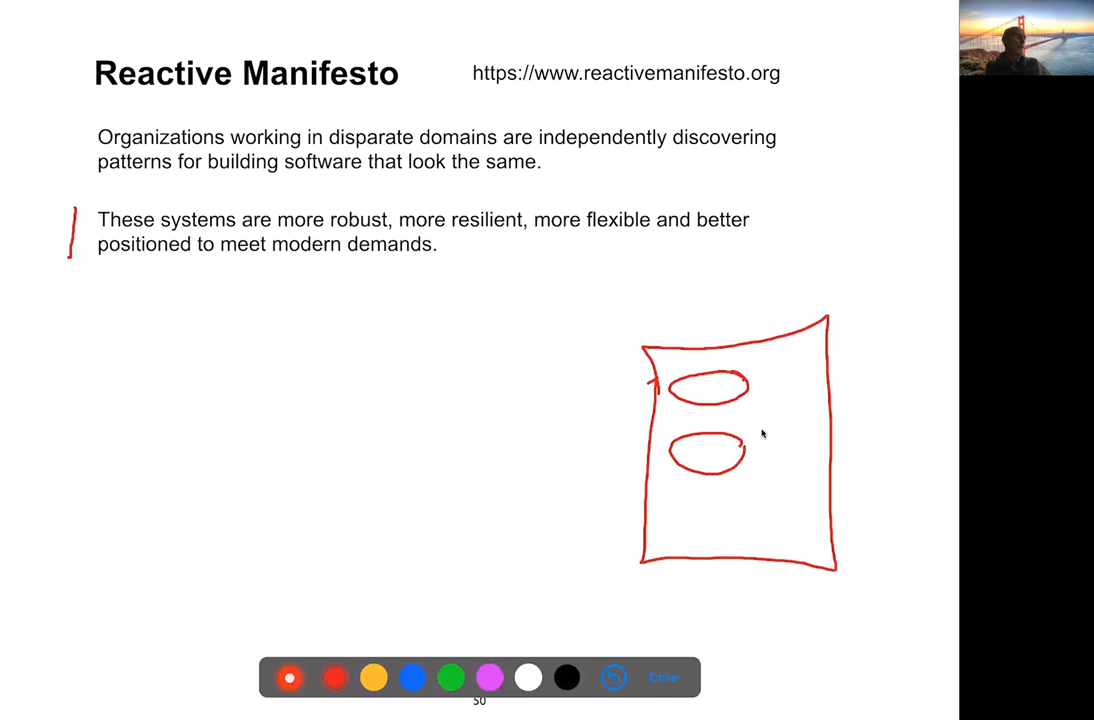 Reactive Manifesto https://www.reactivemanifesto.org
Organizations working in disparate domains are independently discovering
patterns for building software that look the same.
These systems are more robust, more resilient, more flexible and better
positioned to meet modern demands.
Done
50